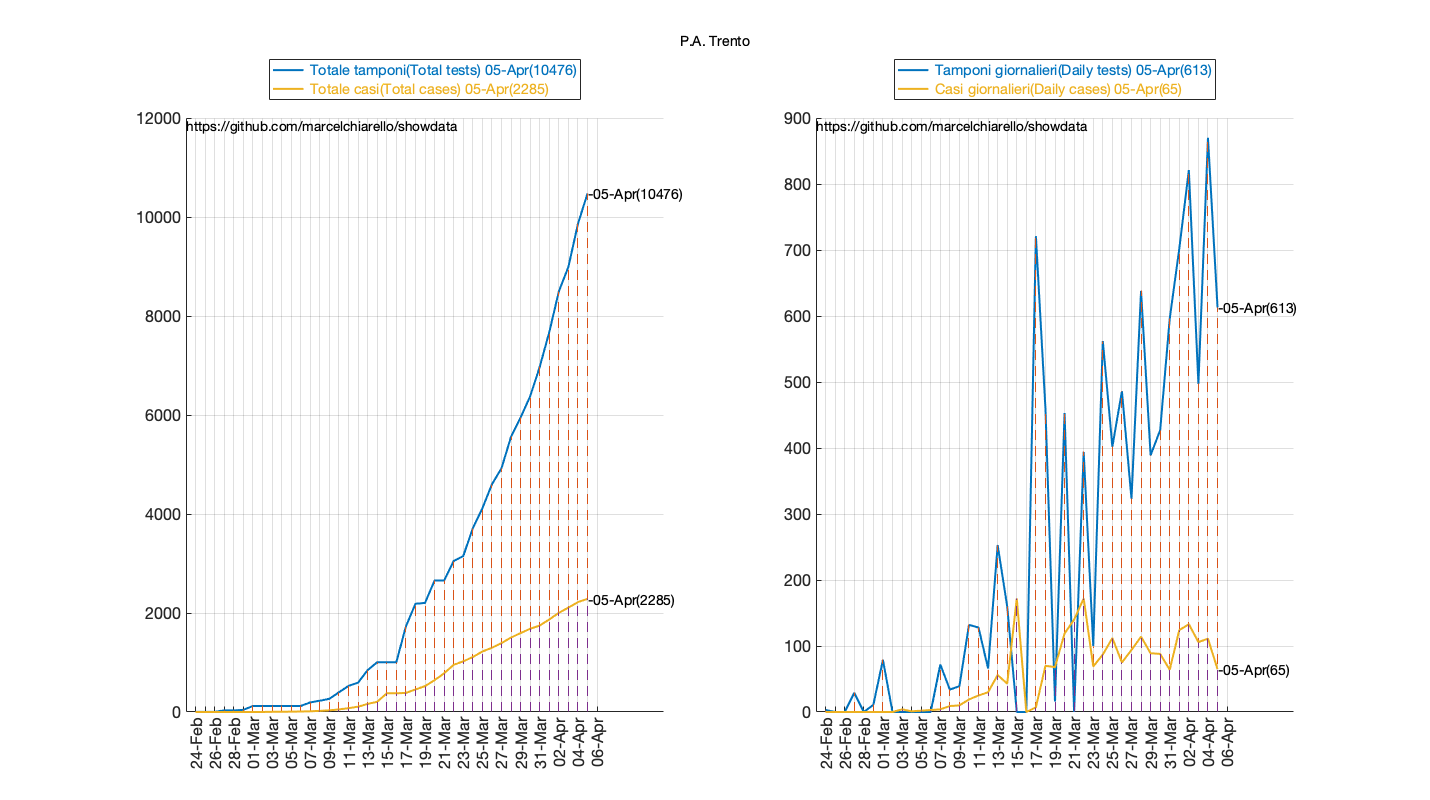 P.A. Trento
Totale tamponi(Total tests) 05-Apr(10476)
Totale casi(Total cases) 05-Apr(2285)
https://github.com/marcelchiarello/showdata
12000
10000
8000
6000
4000
2000
0
-05-Apr(10476)
-05-Apr(2285)
24-Feb
26-Feb
28-Feb
01-Mar
03-Mar
05-Mar
07-Mar
09-Mar
11-Mar
13-Mar
15-Mar
17-Mar
19-Mar
21-Mar
23-Mar
25-Mar
27-Mar
29-Mar
31-Mar
02-Apr
04-Apr
06-Apr
Tamponi giornalieri(Daily tests) 05-Apr(613)
Casi giornalieri(Daily cases) 05-Apr(65)
https://github.com/marcelchiarello/showdata
900
800
700
600
500
400
300
200
100
0
-05-Apr(613)
-05-Apr(65)
24-Feb
26-Feb
28-Feb
01-Mar
03-Mar
05-Mar
07-Mar
09-Mar
11-Mar
13-Mar
15-Mar
17-Mar
19-Mar
21-Mar
23-Mar
25-Mar
27-Mar
29-Mar
31-Mar
02-Apr
04-Apr
06-Apr